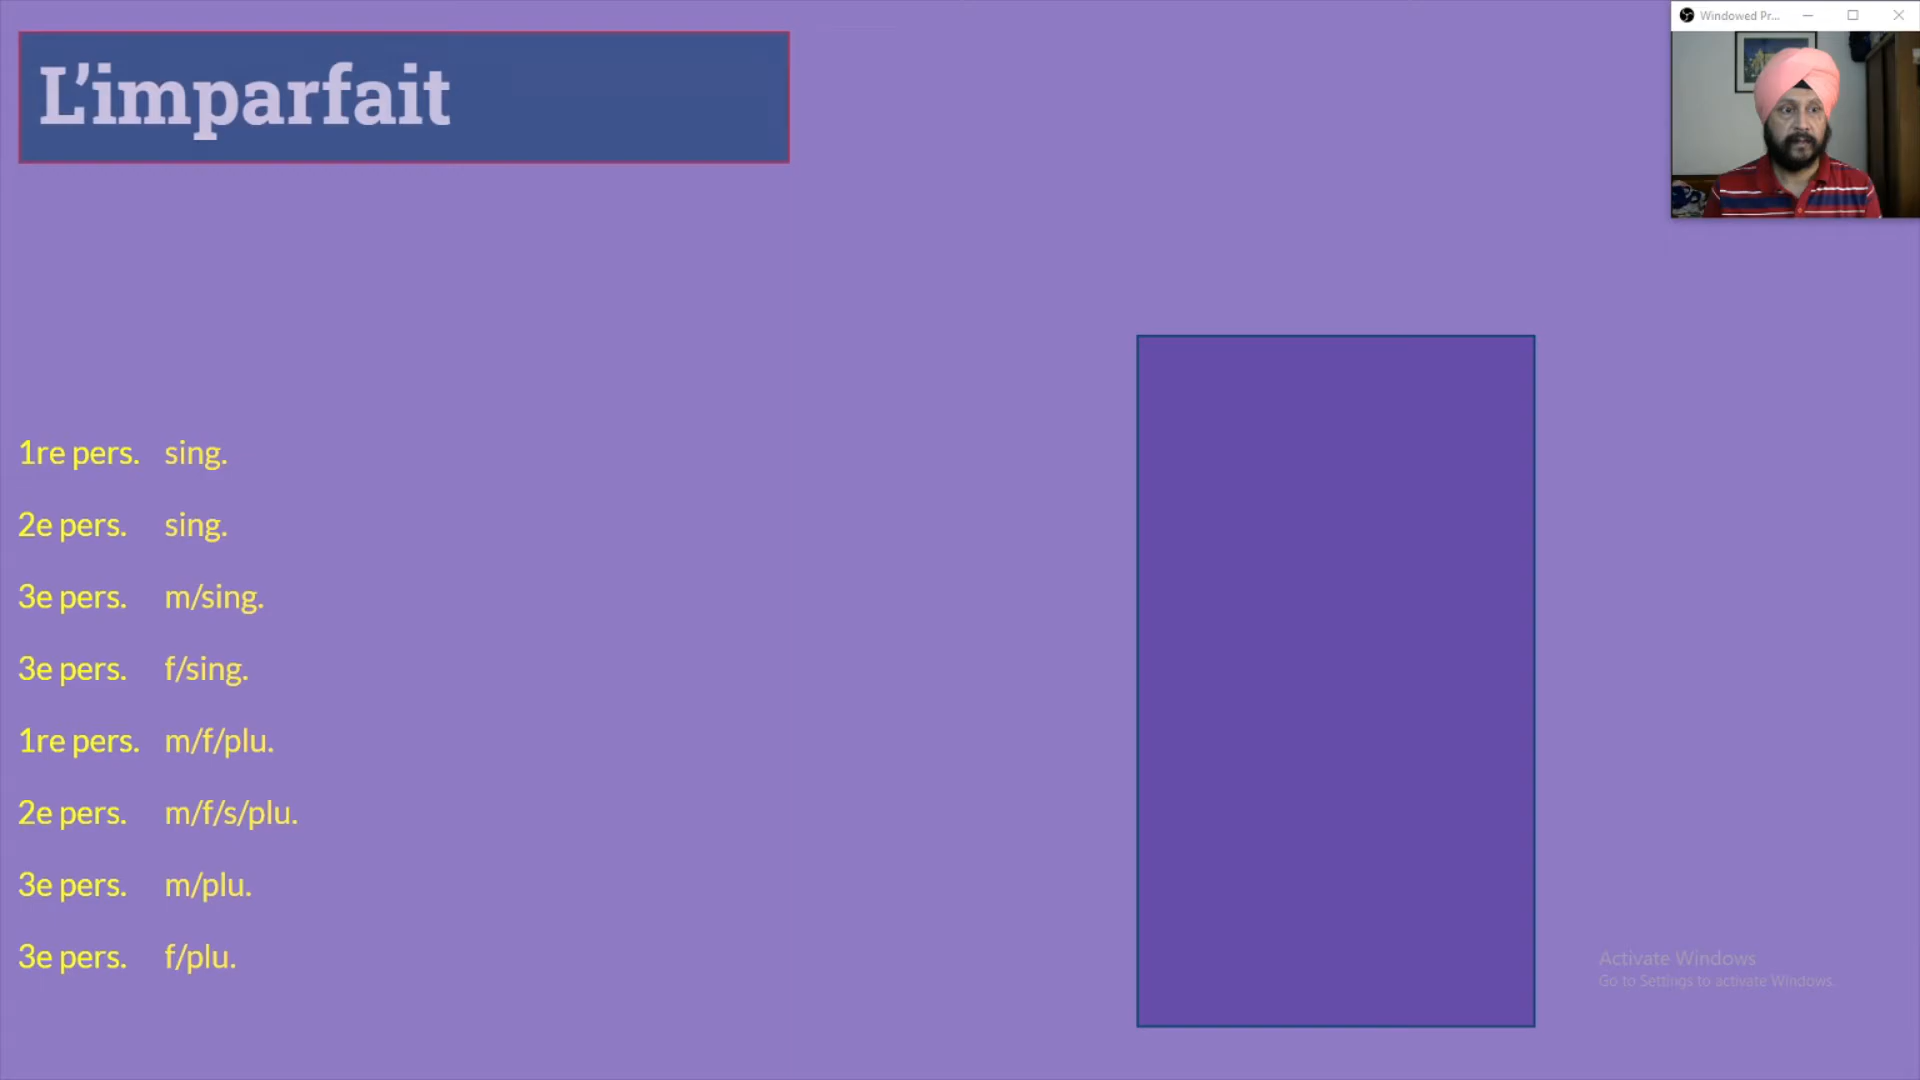 Windowed Pr...
L'imparfait
1re pers. sing.
2e pers. sing.
3e pers. m/sing.
3e pers. f/sing.
1re pers. m/f/plu.
2e pers. m/f/s/plu.
3e pers. m/plu.
3e pers. f/plu.
Activate Windows
Go to Settings to activate Windows.